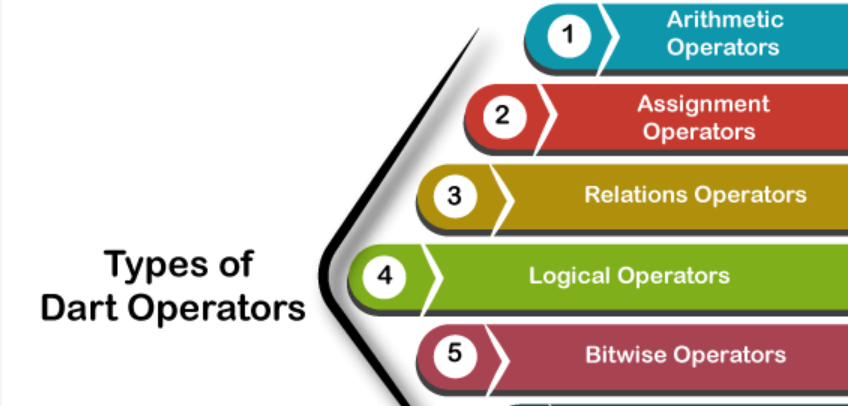 1
Arithmetic
Operators
2
Assignment
Operators
3
Relations Operators
Types of
Dart Operators
4
Logical Operators
5
Bitwise Operators